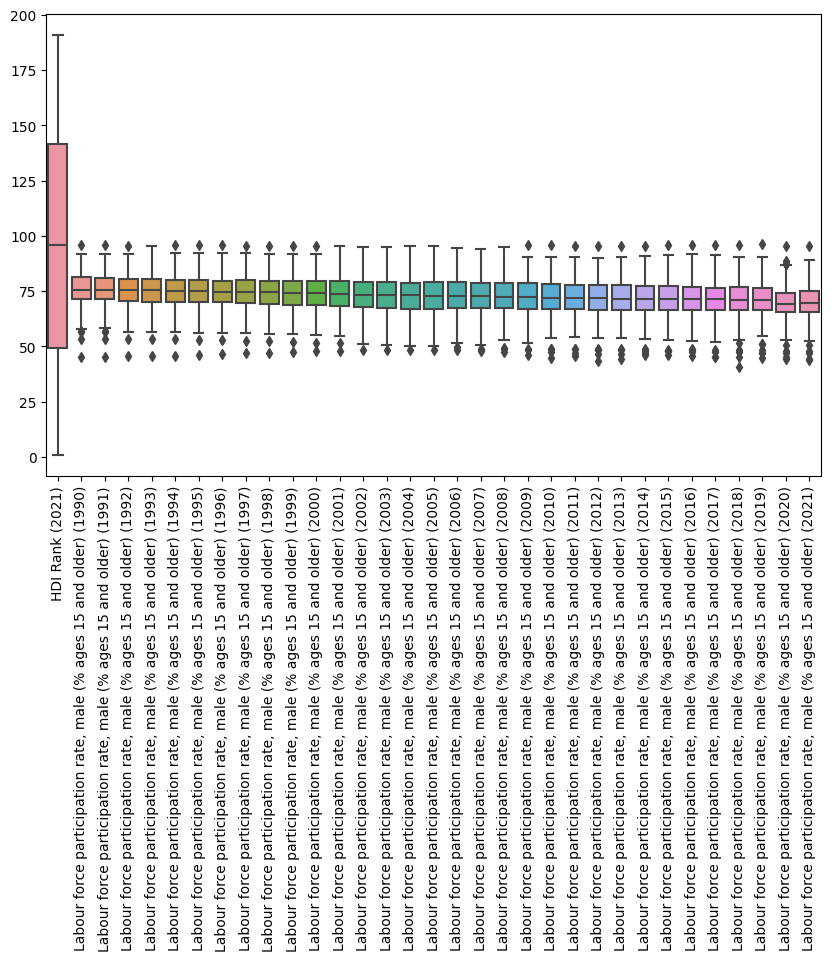 200
175
150
125
100
75
50
25
0
HDI Rank (2021)
Labour force participation rate, male (% ages 15 and older) (1990)
Labour force participation rate, male (% ages 15 and older) (1991)
Labour force participation rate, male (% ages 15 and older) (1992)
Labour force participation rate, male (% ages 15 and older) (1993)
Labour force participation rate, male (% ages 15 and older) (1994)
Labour force participation rate, male (% ages 15 and older) (1995)
Labour force participation rate, male (% ages 15 and older) (1996)
Labour force participation rate, male (% ages 15 and older) (1997)
Labour force participation rate, male (% ages 15 and older) (1998)
Labour force participation rate, male (% ages 15 and older) (1999)
Labour force participation rate, male (% ages 15 and older) (2000)
Labour force participation rate, male (% ages 15 and older) (2001)
Labour force participation rate, male (% ages 15 and older) (2002)
Labour force participation rate, male (% ages 15 and older) (2003)
Labour force participation rate, male (% ages 15 and older) (2004)
Labour force participation rate, male (% ages 15 and older) (2005)
Labour force participation rate, male (% ages 15 and older) (2006)
Labour force participation rate, male (% ages 15 and older) (2007)
Labour force participation rate, male (% ages 15 and older) (2008)
Labour force participation rate, male (% ages 15 and older) (2009)
Labour force participation rate, male (% ages 15 and older) (2010)
Labour force participation rate, male (% ages 15 and older) (2011)
Labour force participation rate, male (% ages 15 and older) (2012)
Labour force participation rate, male (% ages 15 and older) (2013)
Labour force participation rate, male (% ages 15 and older) (2014)
Labour force participation rate, male (% ages 15 and older) (2015)
Labour force participation rate, male (% ages 15 and older) (2016)
Labour force participation rate, male (% ages 15 and older) (2017)
Labour force participation rate, male (% ages 15 and older) (2018)
Labour force participation rate, male (% ages 15 and older) (2019)
Labour force participation rate, male (% ages 15 and older) (2020)
Labour force participation rate, male (% ages 15 and older) (2021)